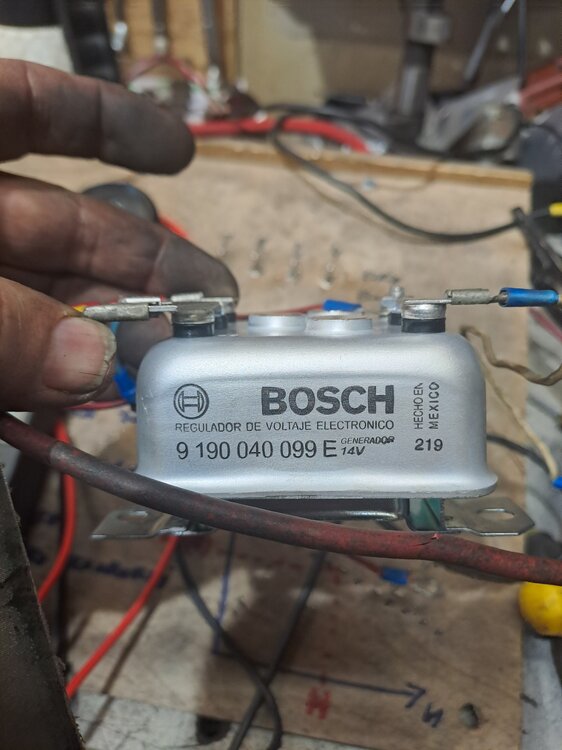 BOSCH
REGULADOR DE VOLTAJE ELECTRONICO
9 190 040 099 E GENERADOR
14V
HECHO EN
MEXICO
219